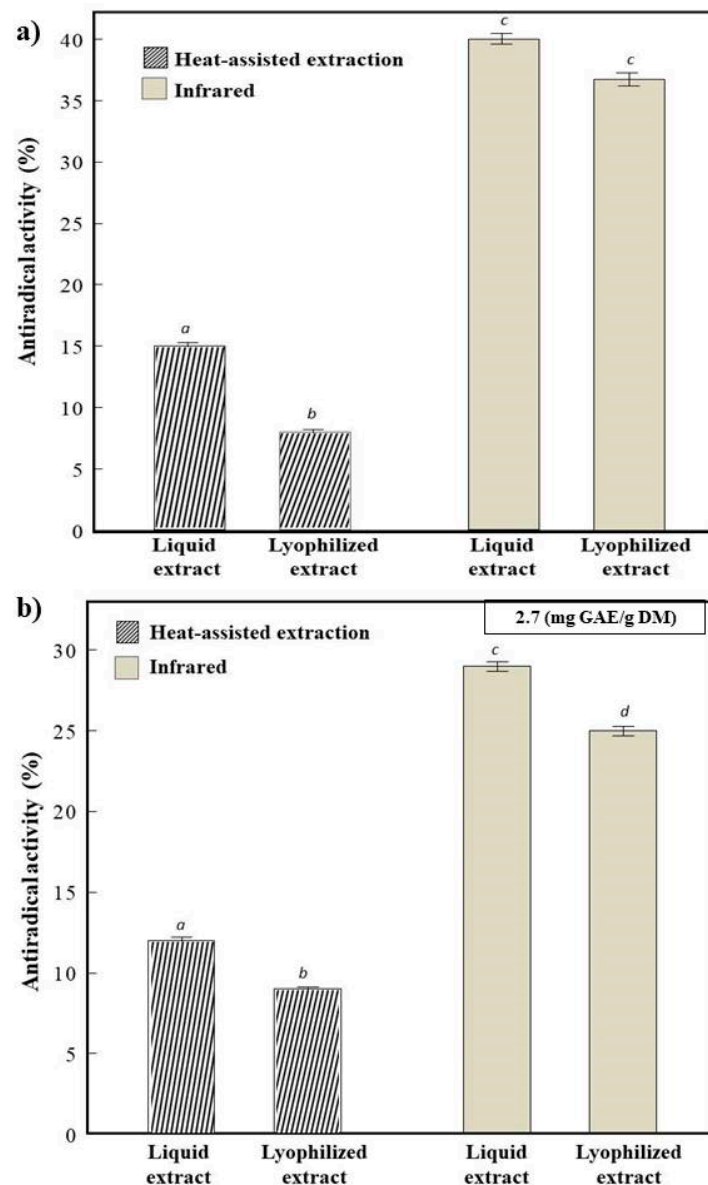 a)
Heat-assisted extraction
Infrared
Antiradical activity (%)
40
35
30
25
20
15
10
5
0
a
b
c
c
Liquid extract
Lyophilized extract
Liquid extract
Lyophilized extract
b)
2.7 (mg GAE/g DM)
Heat-assisted extraction
Infrared
Antiradical activity (%)
30
25
20
15
10
5
0
a
b
c
d
Liquid extract
Lyophilized extract
Liquid extract
Lyophilized extract